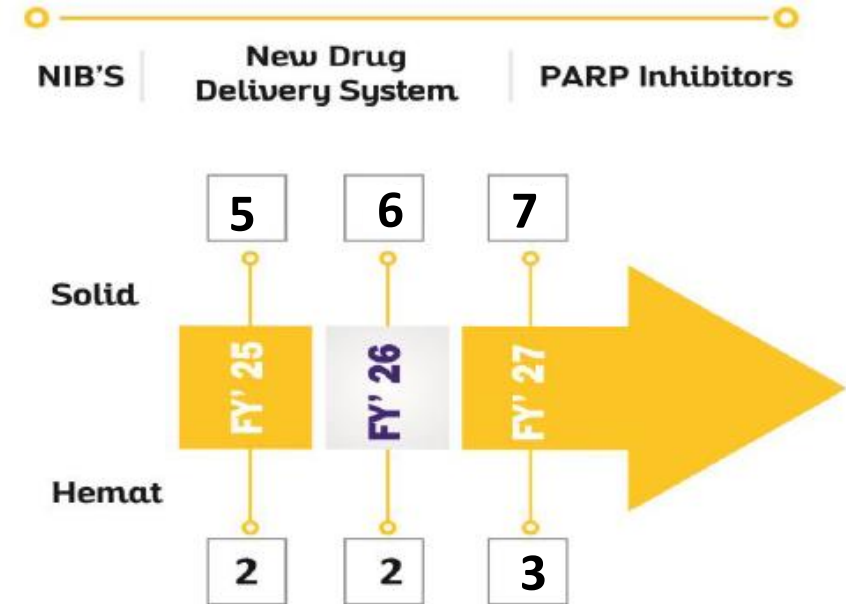 NIB'S
New Drug
Delivery System
PARP Inhibitors
5
6
7
Solid
FY' 25
FY' 26
FY' 27
Hemat
2
2
3